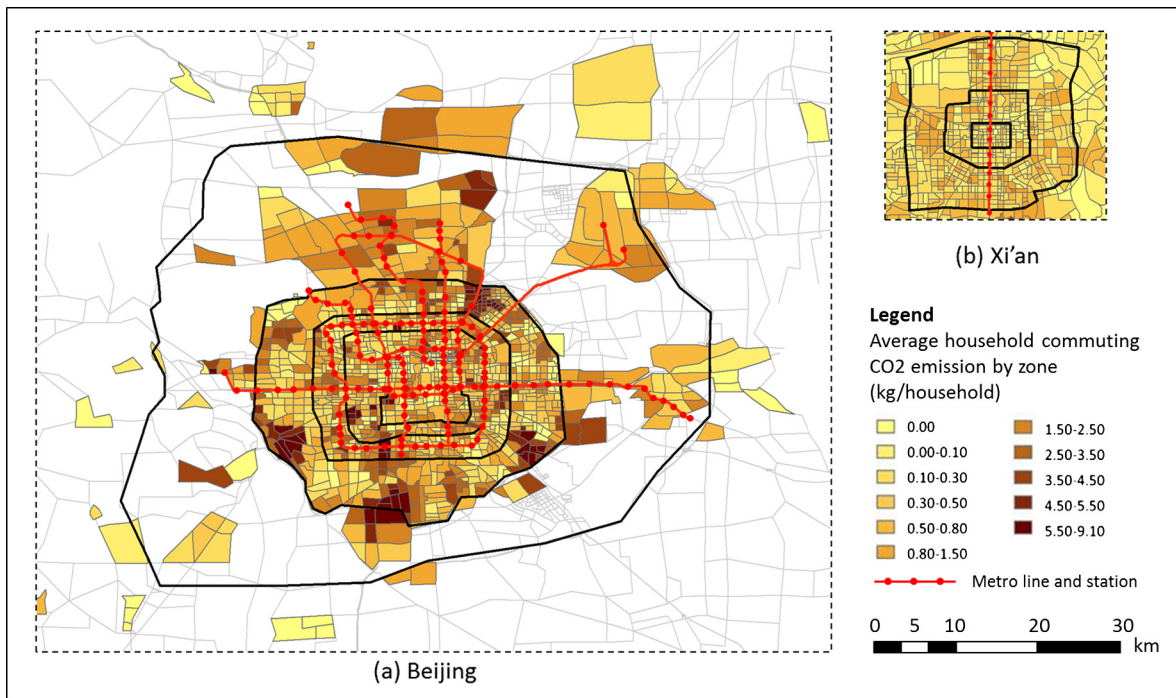 (a) Beijing
(b) Xi'an
Legend
Average household commuting
CO2 emission by zone
(kg/household)
0.00
0.00-0.10
0.10-0.30
0.30-0.50
0.50-0.80
0.80-1.50
1.50-2.50
2.50-3.50
3.50-4.50
4.50-5.50
5.50-9.10
Metro line and station
0 5 10 20 30
km